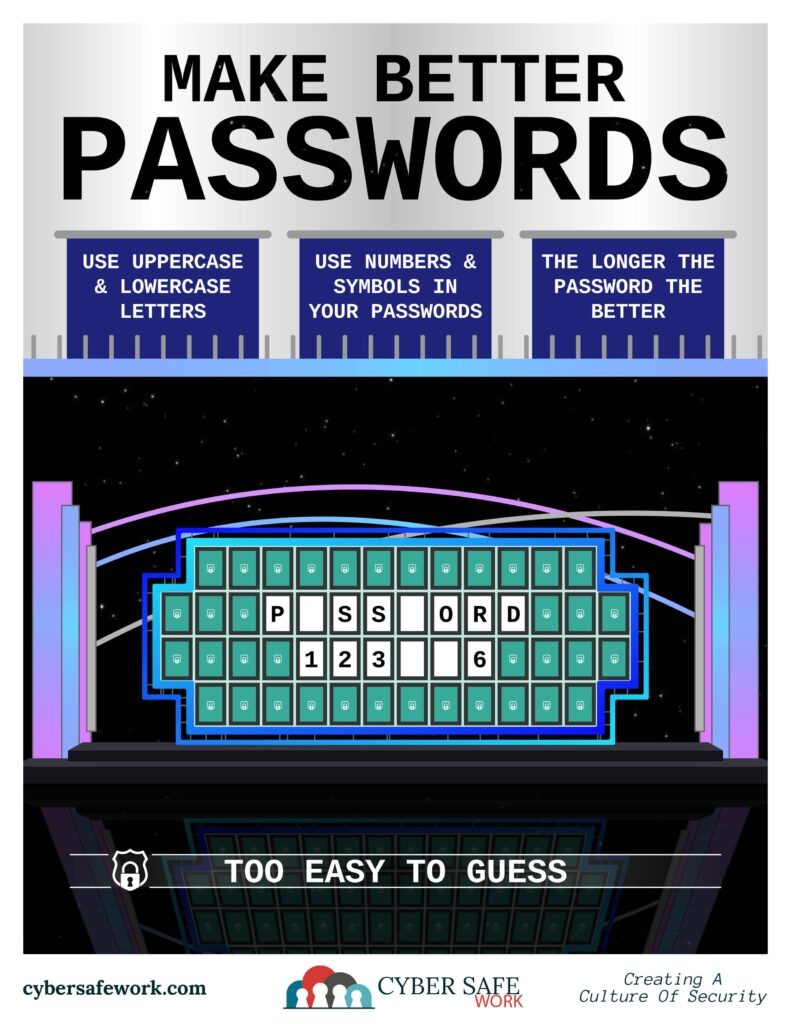 MAKE BETTER
PASSWORDS
USE UPPERCASE
& LOWERCASE
LETTERS
USE NUMBERS &
SYMBOLS IN
YOUR PASSWORDS
THE LONGER THE
PASSWORD THE
BETTER
P SS ORD
123 6
TOO EASY TO GUESS
cybersafework.com
CYBER SAFE
WORK
Creating A
Culture Of Security